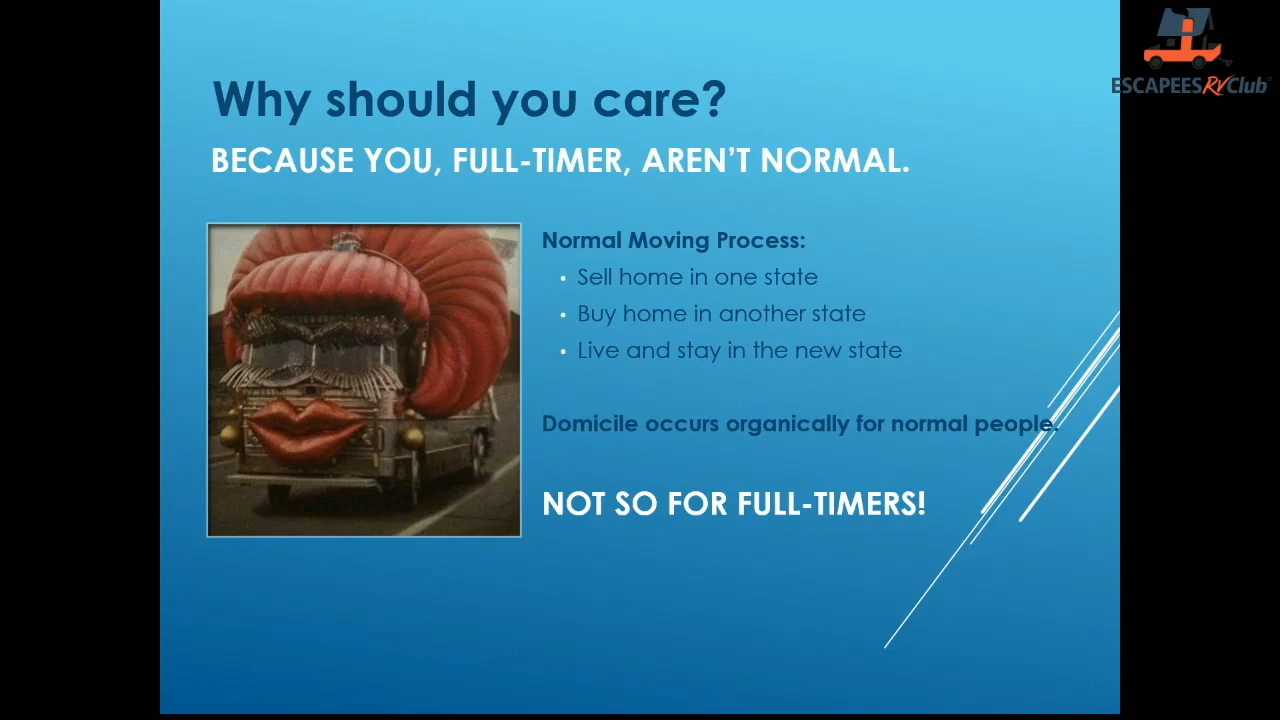 ESCAPEES RV Club
Why should you care?
BECAUSE YOU, FULL-TIMER, AREN'T NORMAL.
Normal Moving Process:
• Sell home in one state
• Buy home in another state
• Live and stay in the new state
Domicile occurs organically for normal people.
NOT SO FOR FULL-TIMERS!